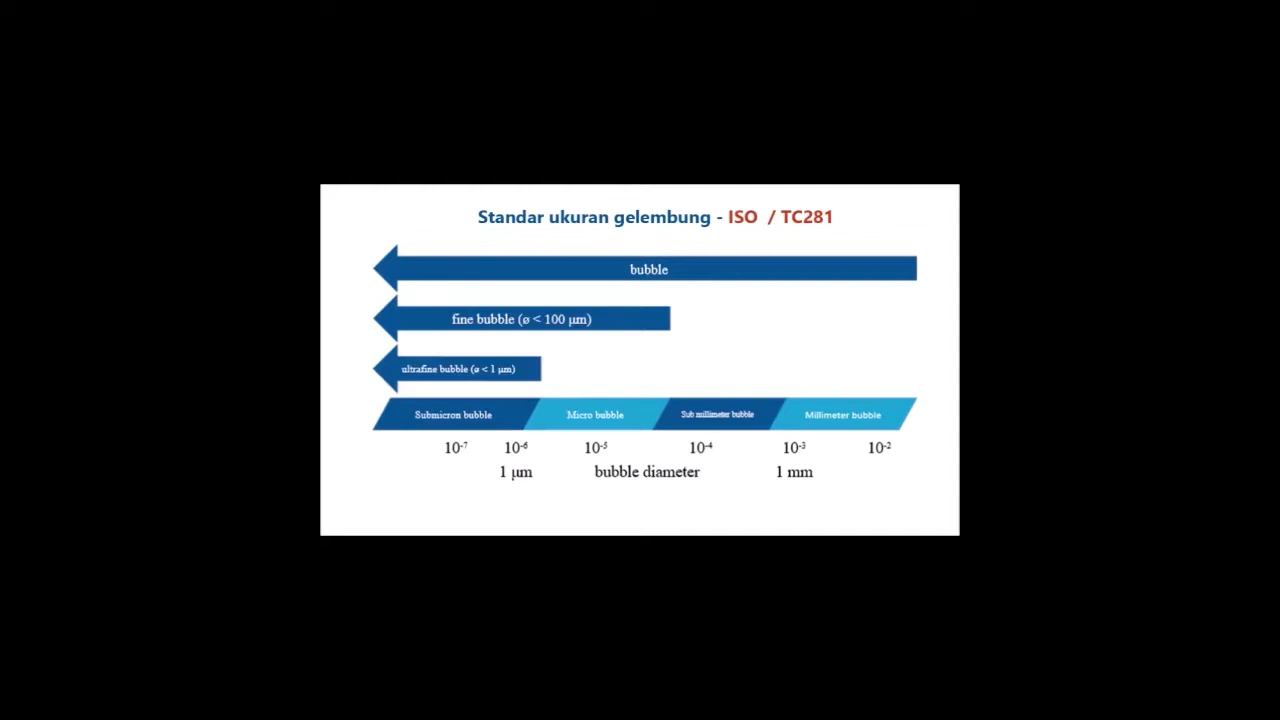 Standar ukuran gelembung - ISO / TC281
bubble
fine bubble (ø < 100 μm)
ultrafine bubble (ø < 1 μm)
Submicron bubble Micro bubble Sub millimeter bubble Millimeter bubble
10⁻⁷ 10⁻⁶ 10⁻⁵ 10⁻⁴ 10⁻³ 10⁻²
1 μm bubble diameter 1 mm